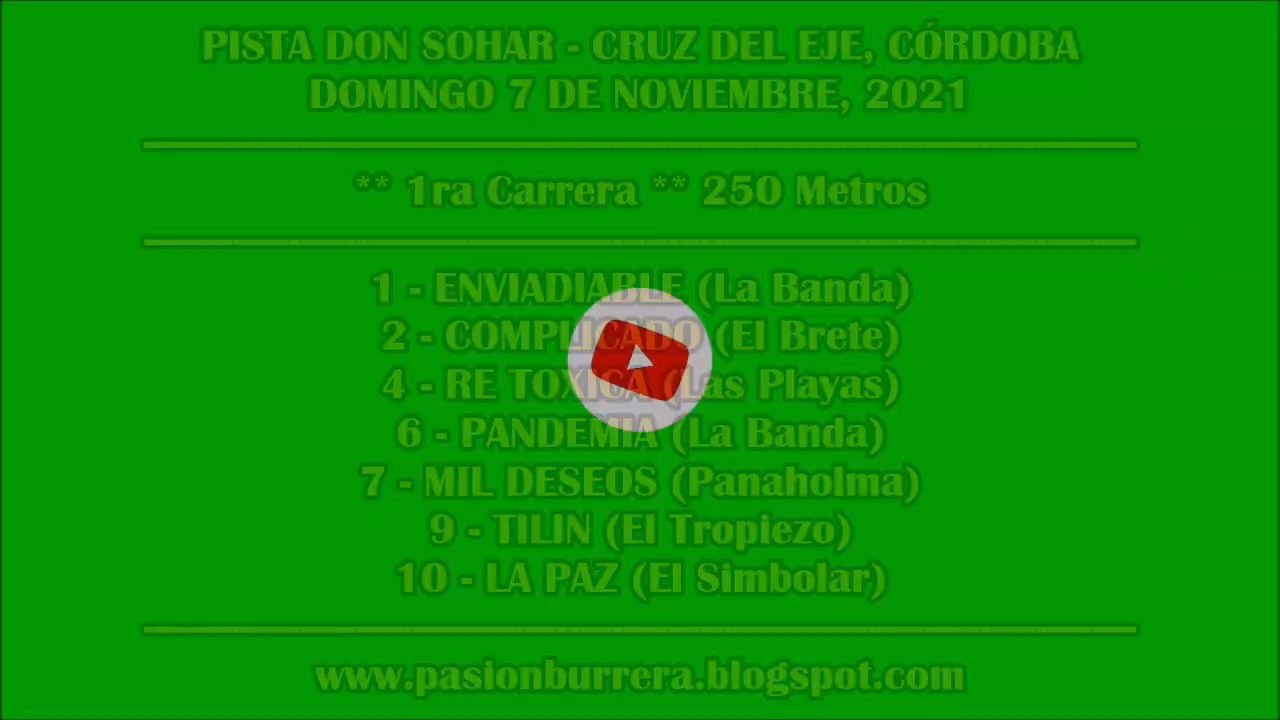 PISTA DON SOHAR - CRUZ DEL EJE, CÓRDOBA
DOMINGO 7 DE NOVIEMBRE, 2021
** 1ra Carrera ** 250 Metros
1 - ENVIADIABLE (La Banda)
2 - COMPLICADO (El Brete)
4 - RE TOXICA (Las Playas)
6 - PANDEMIA (La Banda)
7 - MIL DESEOS (Panaholma)
9 - TILIN (El Tropiezo)
10 - LA PAZ (El Simbolar)
www.pasionburrera.blogspot.com